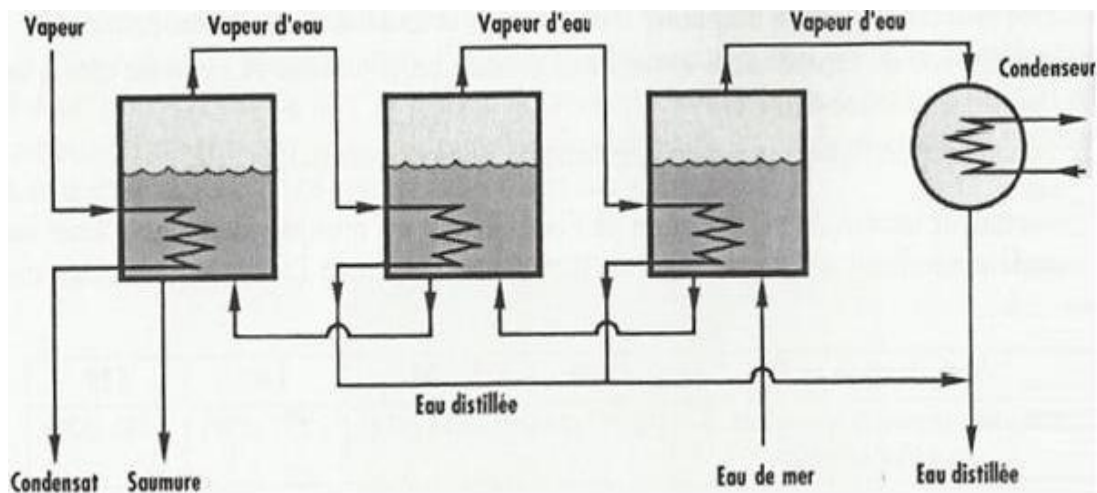 Vapeur
Vapeur d'eau
Vapeur d'eau
Vapeur d'eau
Condenseur
Eau distillée
Condensat
Saumure
Eau de mer
Eau distillée